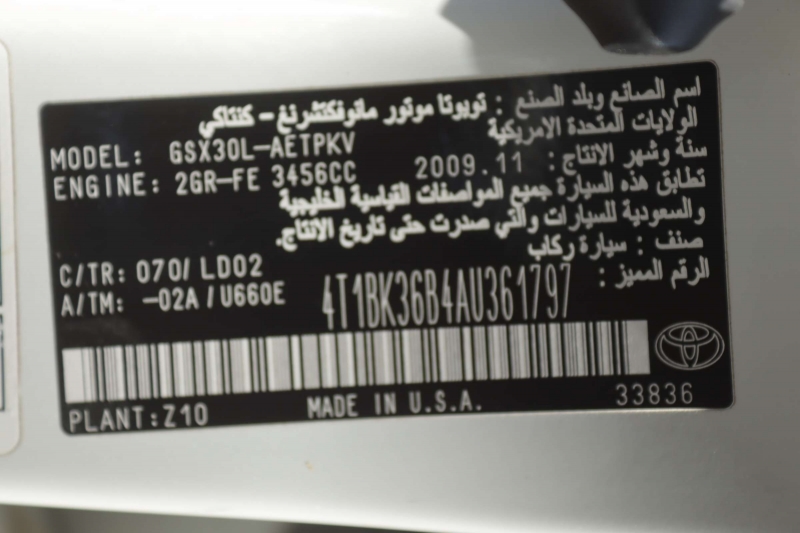 اسم الصانع وبلد الصنع : تويوتا موتور مانوفكتشرنغ - كنتاكي
الولايات المتحدة الامريكية
MODEL: GSX30L-AETPKV
سنة وشهر الانتاج : 2009.11
ENGINE: 2GR-FE 3456CC
تطابق هذه السيارة جميع المواصفات القياسية الخليجية
والسعودية للسيارات والتي صدرت حتى تاريخ الانتاج.
صنف : سيارة ركاب
C/TR: 070/ LD02
الرقم المميز : 4T1BK36B4AU361797
A/TM: -02A / U660E
PLANT:Z10 MADE IN U.S.A. 33836